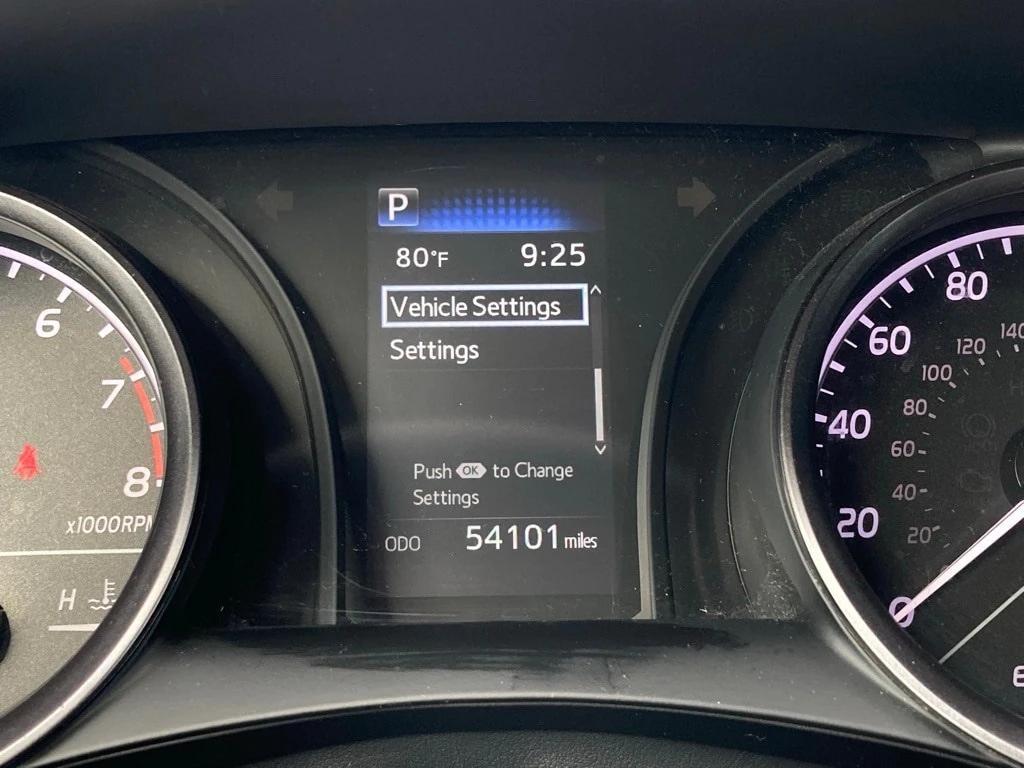 P
80°F 9:25
Vehicle Settings
Settings
Push OK to Change
Settings
ODO 54101 miles
6
7
8
x1000RPM
H
0
20
40
60
80
20
40
60
80
100
120
140